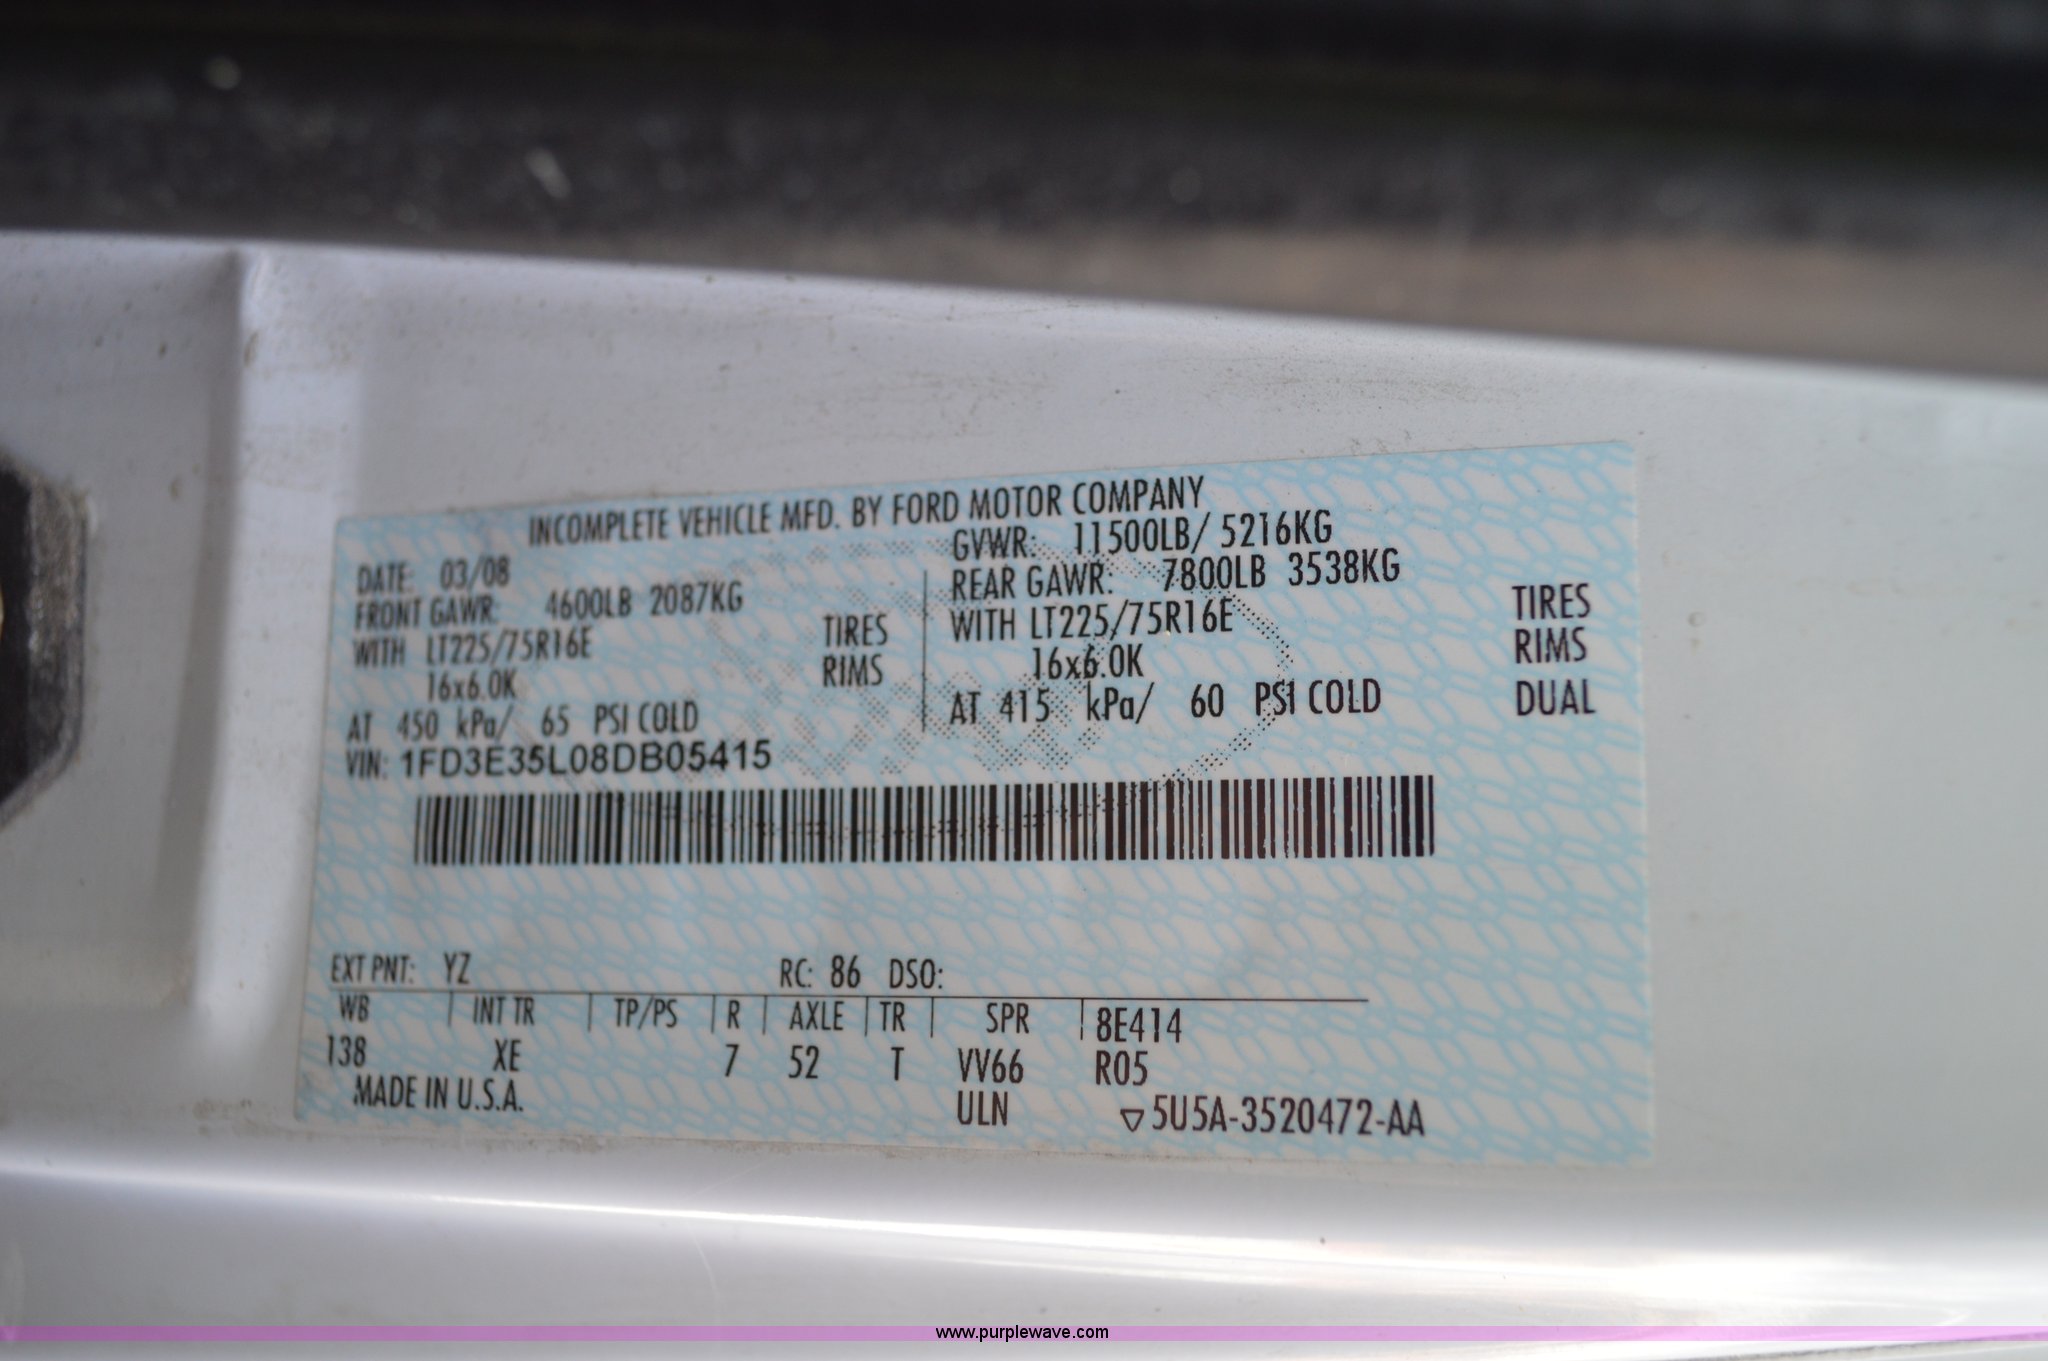 INCOMPLETE VEHICLE MFD. BY FORD MOTOR COMPANY
DATE: 03/08
GVWR: 11500LB/ 5216KG
FRONT GAWR: 4600LB 2087KG
REAR GAWR: 7800LB 3538KG
WITH LT225/75R16E TIRES
WITH LT225/75R16E TIRES
16x6.0K RIMS
16x6.0K RIMS
AT 450 kPa/ 65 PSI COLD
AT 415 kPa/ 60 PSI COLD DUAL
VIN: 1FD3E35L08DB05415
EXT PNT: YZ RC: 86 DSO:
WB | INT TR | TP/PS | R | AXLE | TR | SPR | 8E414
138 XE 7 52 T VV66 R05
MADE IN U.S.A. ULN ▽5U5A-3520472-AA
www.purplewave.com